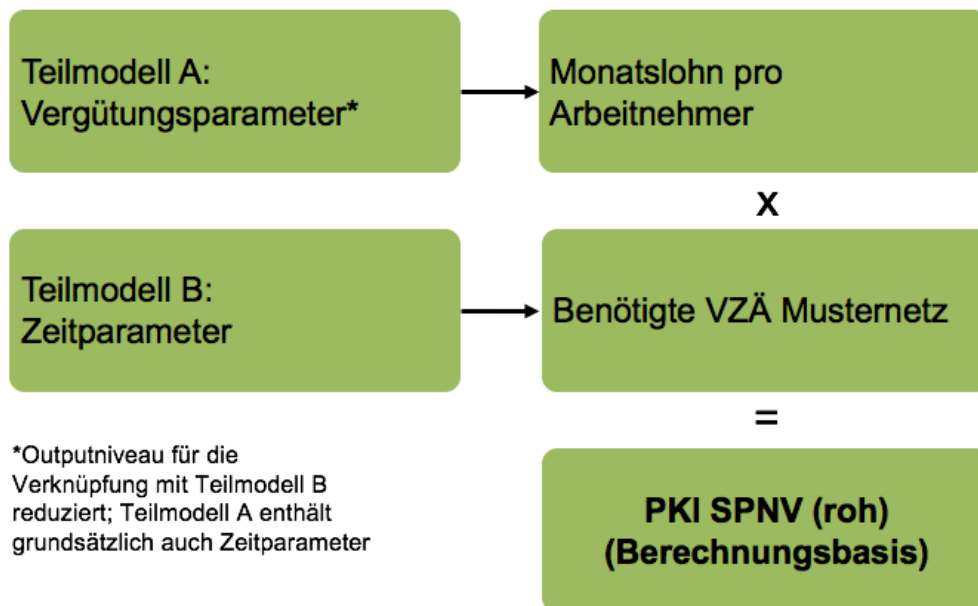 Teilmodell A:
Vergütungsparameter*
Monatslohn pro
Arbeitnehmer
x
Teilmodell B:
Zeitparameter
Benötigte VZÄ Musternetz
=
*Outputniveau für die
Verknüpfung mit Teilmodell B
reduziert; Teilmodell A enthält
grundsätzlich auch Zeitparameter
PKI SPNV (roh)
(Berechnungsbasis)